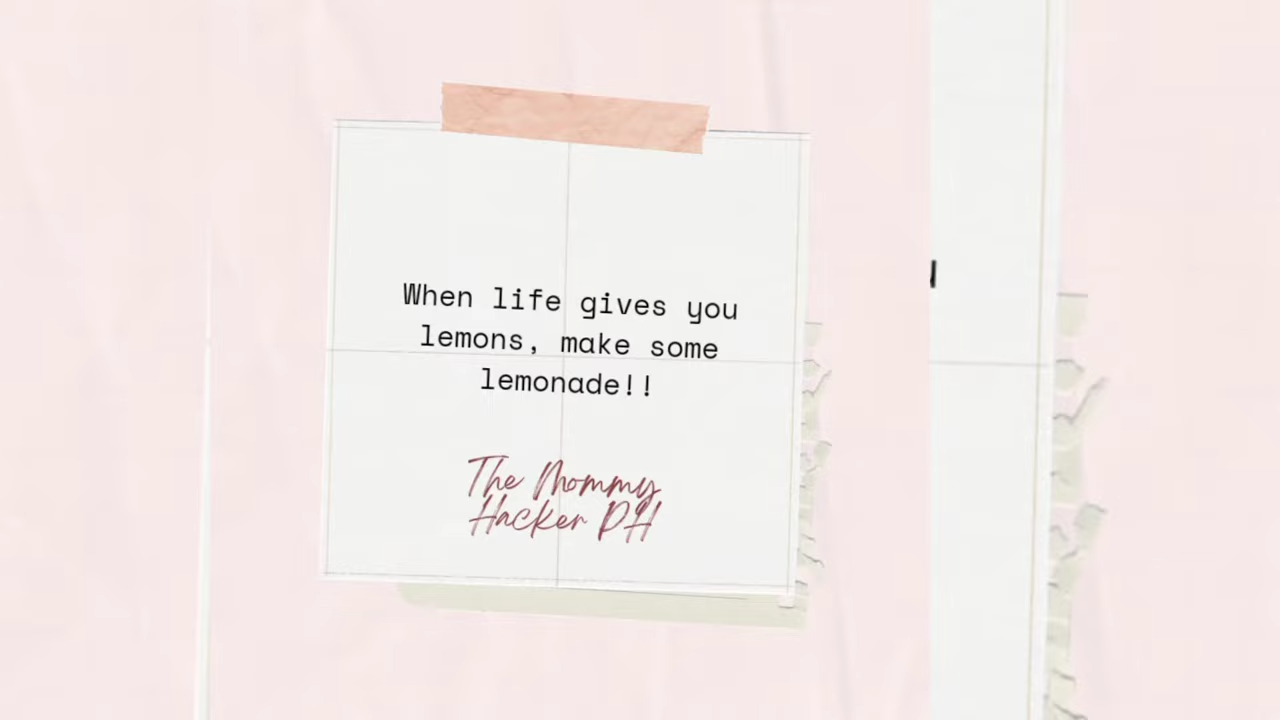 When life gives you
lemons, make some
lemonade!!
The Mommy
Hacker PH